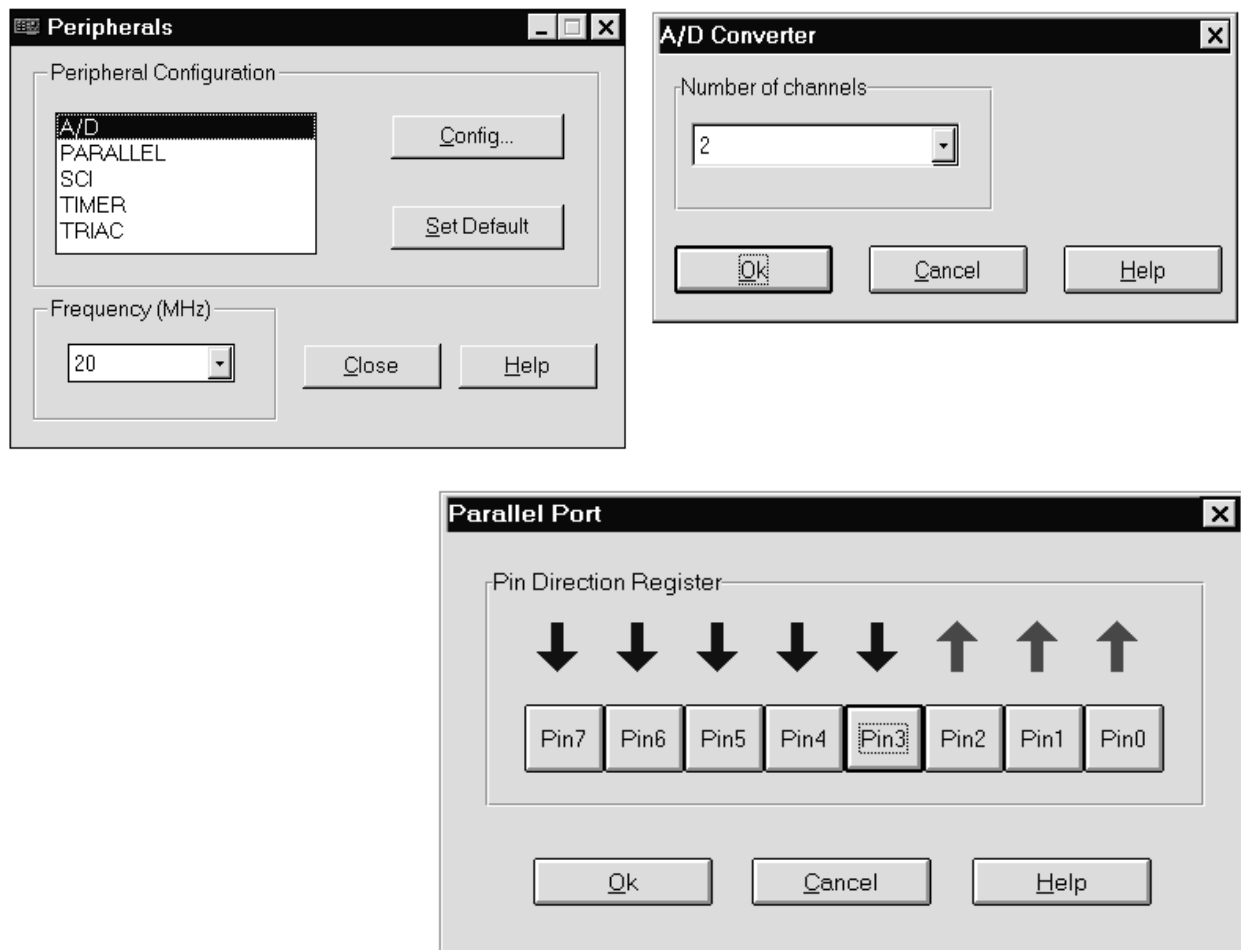 Peripherals
Peripheral Configuration
A/D
PARALLEL
SCI
TIMER
TRIAC
Config...
Set Default
Frequency (MHz)
20
Close
Help
A/D Converter
Number of channels
2
Ok
Cancel
Help
Parallel Port
Pin Direction Register
Pin7 Pin6 Pin5 Pin4 Pin3 Pin2 Pin1 Pin0
Ok
Cancel
Help